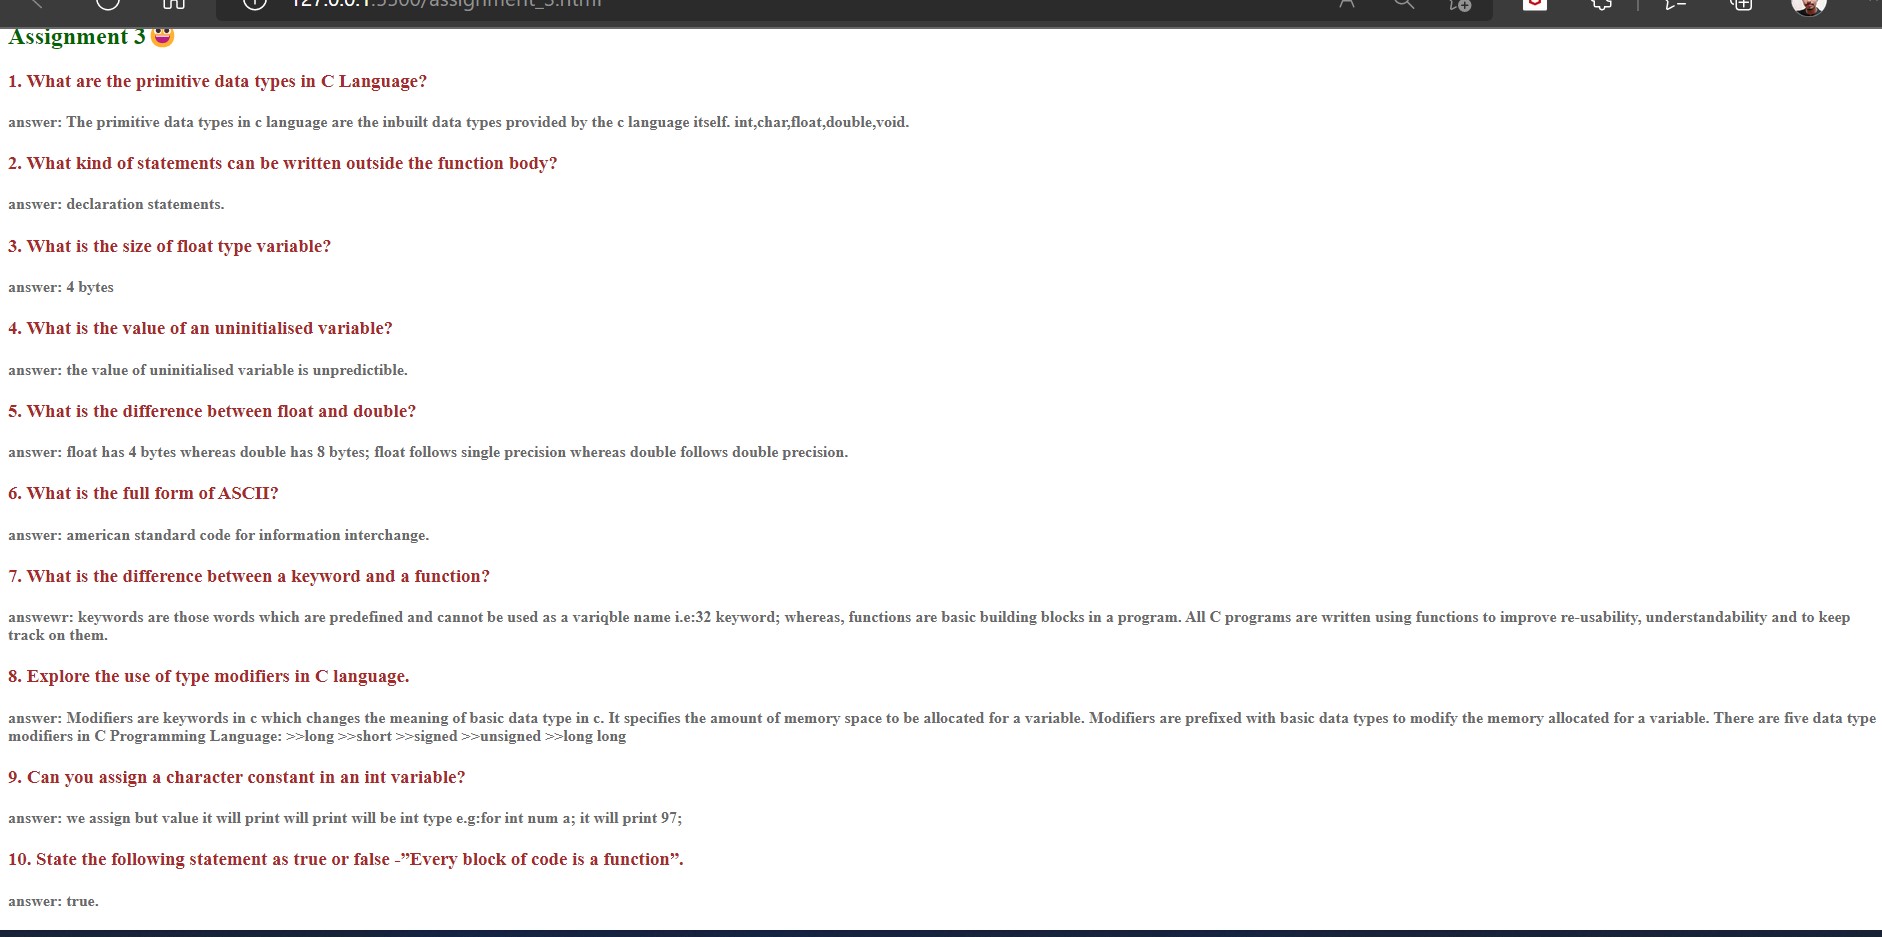 Assignment 3
1. What are the primitive data types in C Language?
answer: The primitive data types in c language are the inbuilt data types provided by the c language itself. int,char,float,double,void.
2. What kind of statements can be written outside the function body?
answer: declaration statements.
3. What is the size of float type variable?
answer: 4 bytes
4. What is the value of an uninitialised variable?
answer: the value of uninitialised variable is unpredictible.
5. What is the difference between float and double?
answer: float has 4 bytes whereas double has 8 bytes; float follows single precision whereas double follows double precision.
6. What is the full form of ASCII?
answer: american standard code for information interchange.
7. What is the difference between a keyword and a function?
answewr: keywords are those words which are predefined and cannot be used as a variqble name i.e:32 keyword; whereas, functions are basic building blocks in a program. All C programs are written using functions to improve re-usability, understandability and to keep
track on them.
8. Explore the use of type modifiers in C language.
answer: Modifiers are keywords in c which changes the meaning of basic data type in c. It specifies the amount of memory space to be allocated for a variable. Modifiers are prefixed with basic data types to modify the memory allocated for a variable. There are five data type
modifiers in C Programming Language: >>long >>short >>signed >>unsigned >>long long
9. Can you assign a character constant in an int variable?
answer: we assign but value it will print will print will be int type e.g:for int num a; it will print 97;
10. State the following statement as true or false -”Every block of code is a function”.
answer: true.